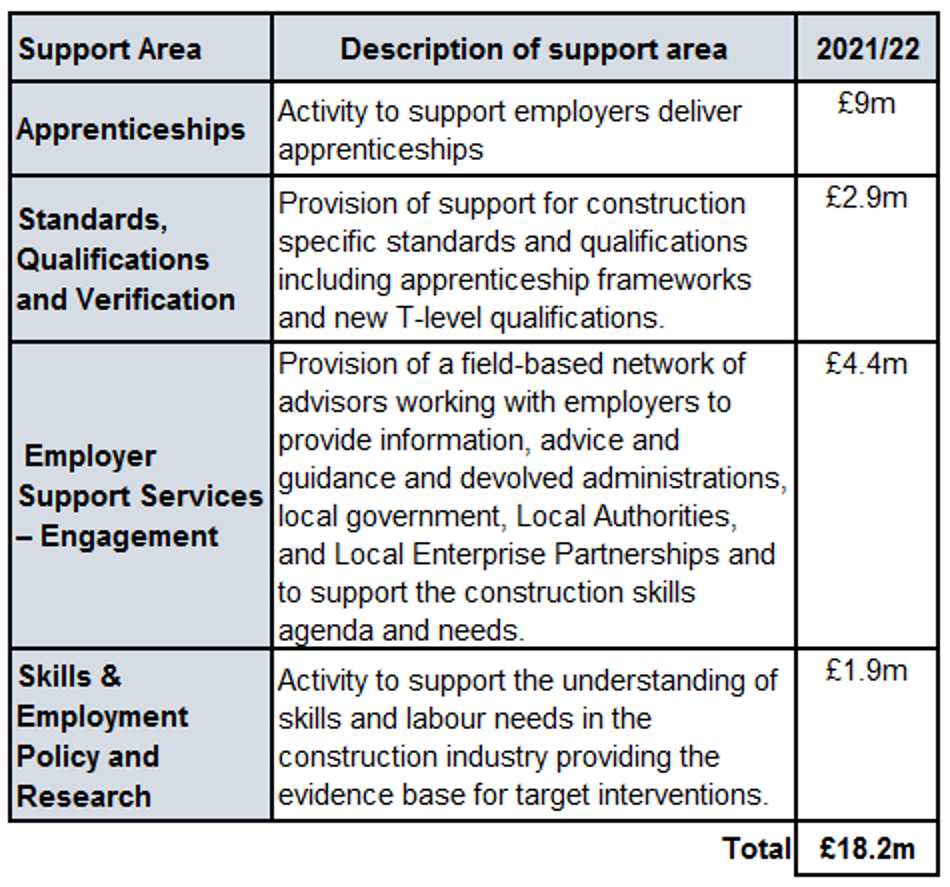 Support Area
Description of support area
2021/22
Apprenticeships
Activity to support employers deliver
apprenticeships
£9m
Standards,
Qualifications
and Verification
Provision of support for construction
specific standards and qualifications
including apprenticeship frameworks
and new T-level qualifications.
£2.9m
Employer
Support Services
– Engagement
Provision of a field-based network of
advisors working with employers to
provide information, advice and
guidance and devolved administrations,
local government, Local Authorities,
and Local Enterprise Partnerships and
to support the construction skills
agenda and needs.
£4.4m
Skills &
Employment
Policy and
Research
Activity to support the understanding of
skills and labour needs in the
construction industry providing the
evidence base for target interventions.
£1.9m
Total
£18.2m